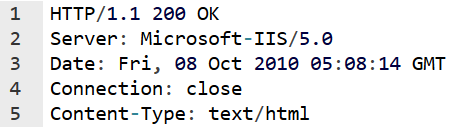 1 HTTP/1.1 200 OK
2 Server: Microsoft-IIS/5.0
3 Date: Fri, 08 Oct 2010 05:08:14 GMT
4 Connection: close
5 Content-Type: text/html